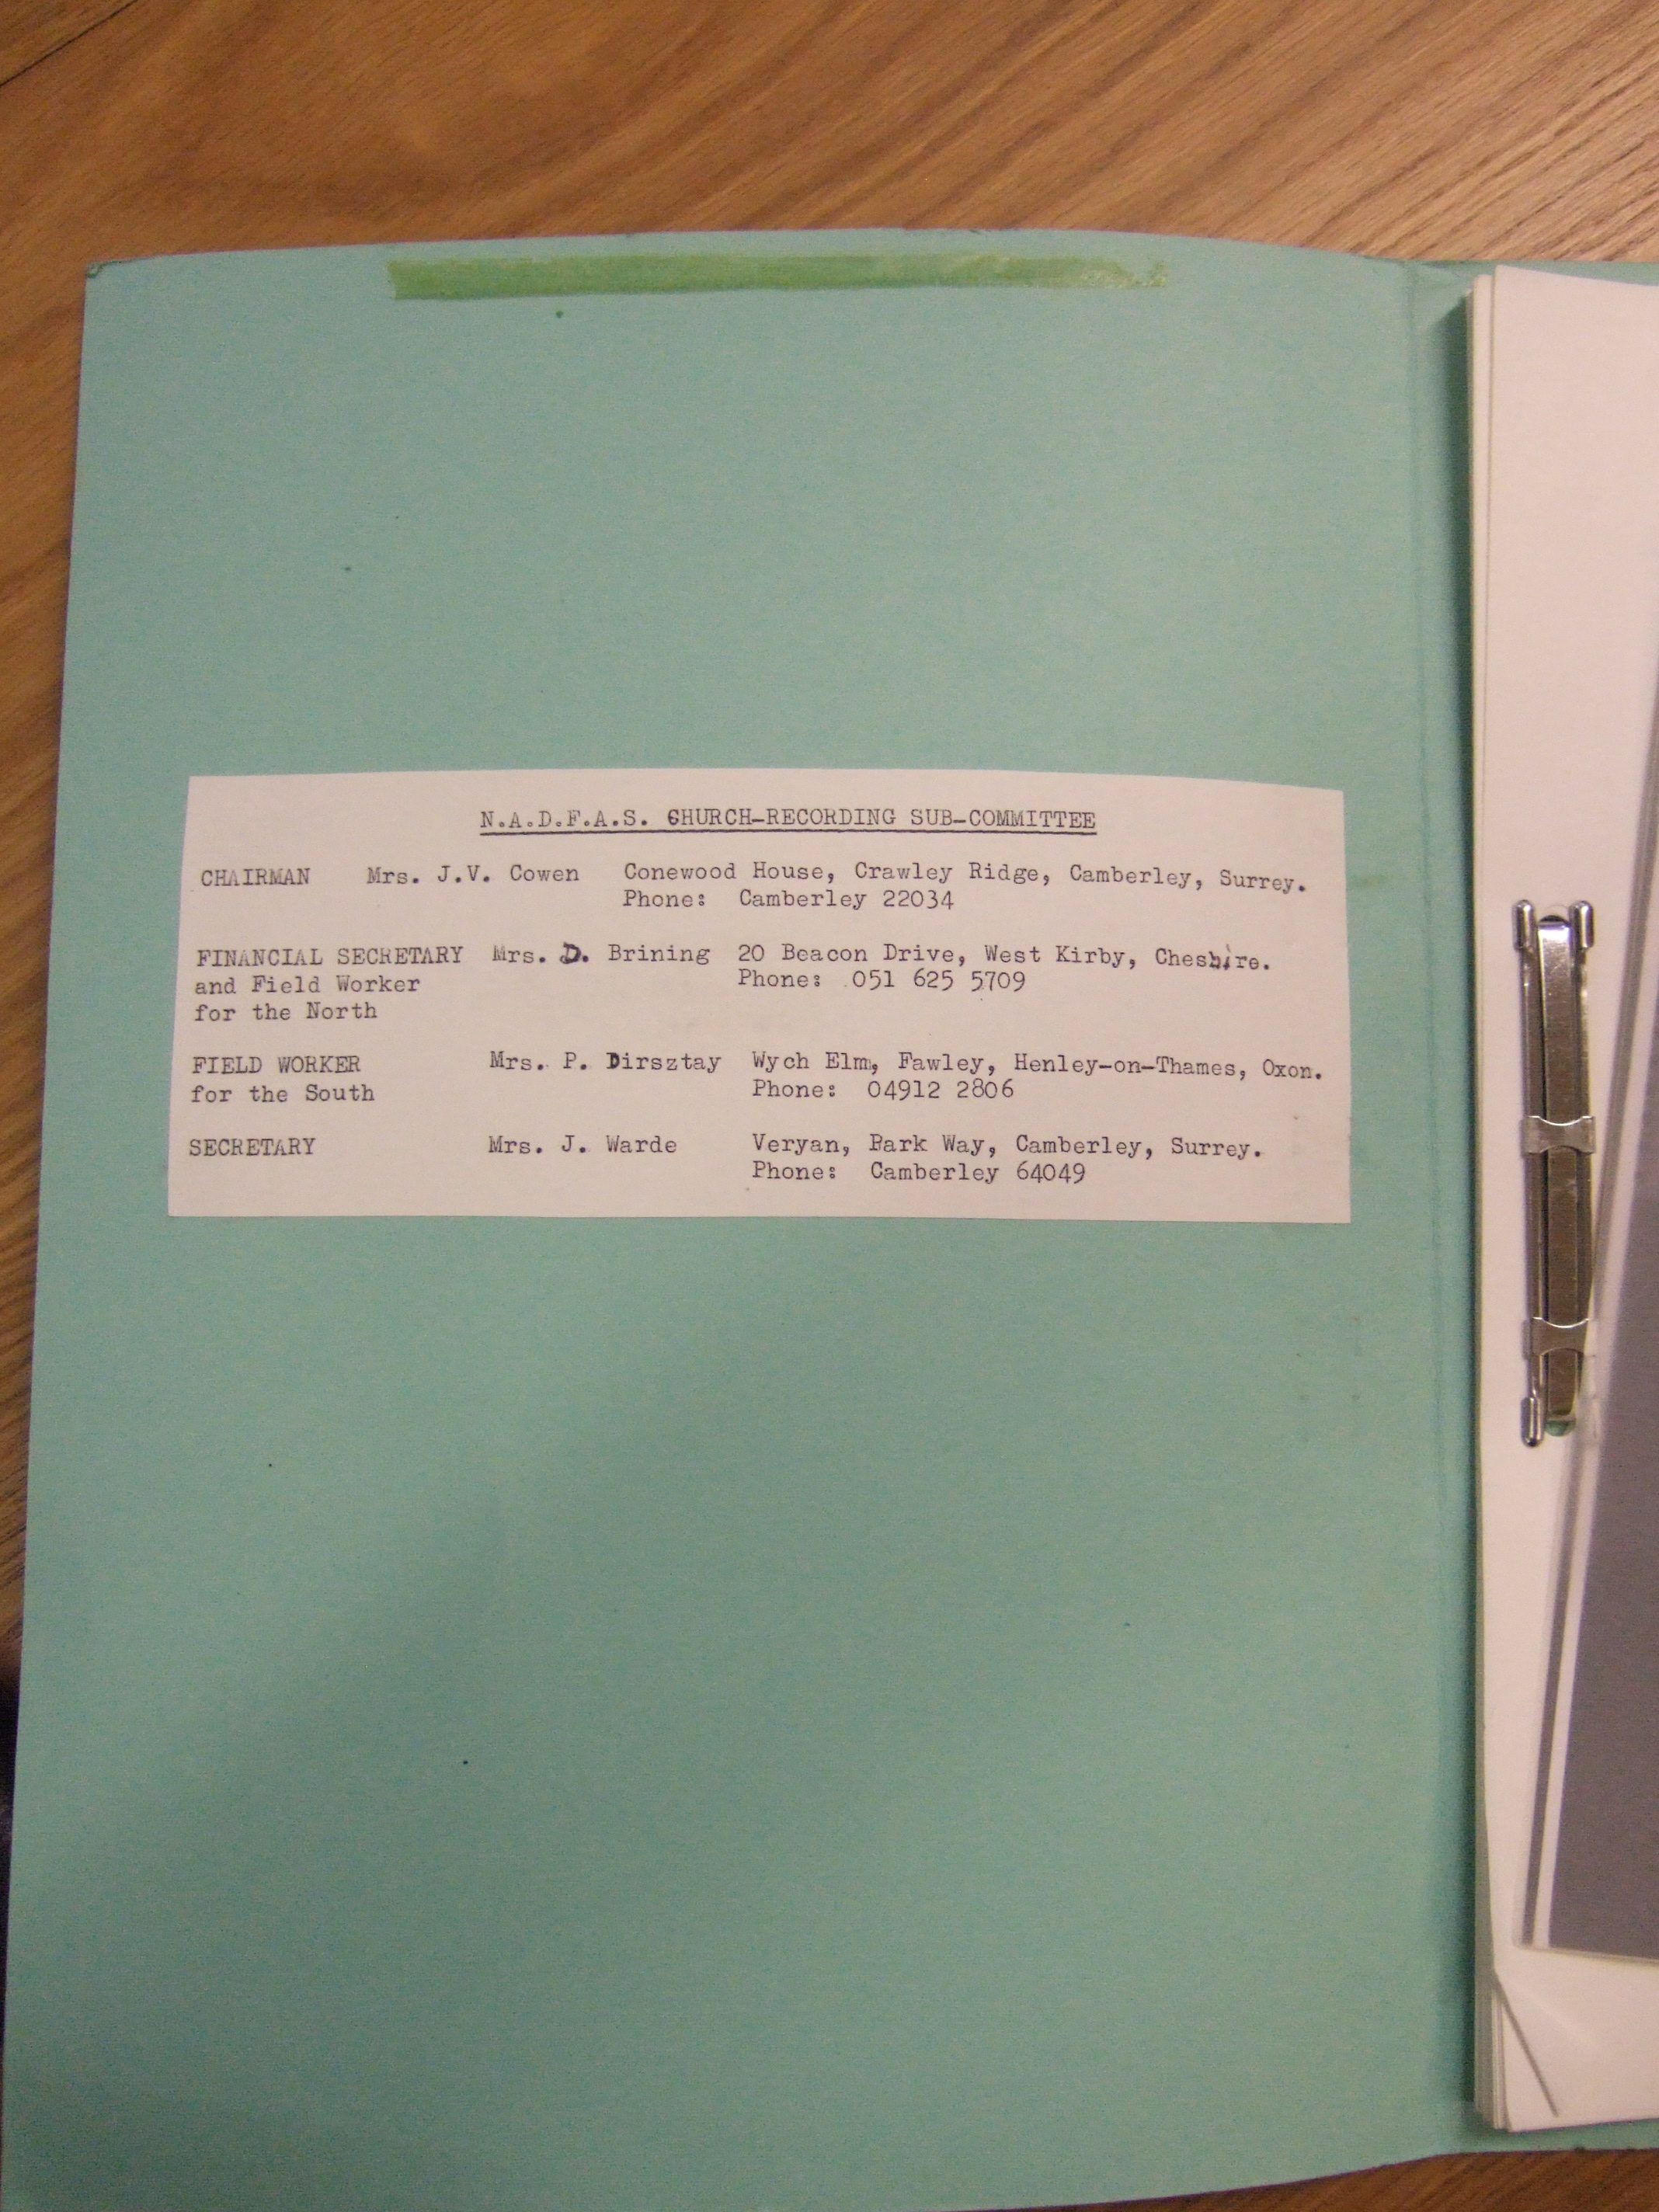 N.A.D.F.A.S. CHURCH-RECORDING SUB-COMMITTEE
CHAIRMAN Mrs. J.V. Cowen Conewood House, Crawley Ridge, Camberley, Surrey.
Phone: Camberley 22034
FINANCIAL SECRETARY Mrs. D. Brining 20 Beacon Drive, West Kirby, Cheshire.
and Field Worker Phone: 051 625 5709
for the North
FIELD WORKER Mrs. P. Dirsztay Wych Elm, Fawley, Henley-on-Thames, Oxon.
for the South Phone: 04912 2806
SECRETARY Mrs. J. Warde Veryan, Park Way, Camberley, Surrey.
Phone: Camberley 64049